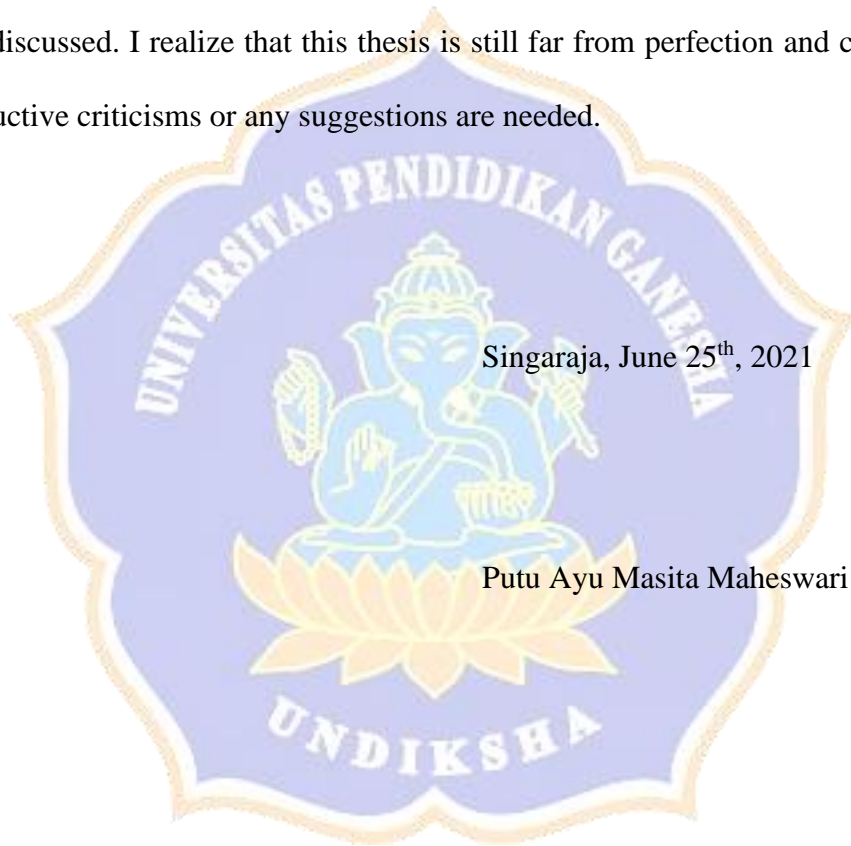 discussed. I realize that this thesis is still far from perfection and c
uctive criticisms or any suggestions are needed.
UNIVERSITAS PENDIDIKAN GANESHA
Singaraja, June 25th, 2021
Putu Ayu Masita Maheswari
UNDIKSHA